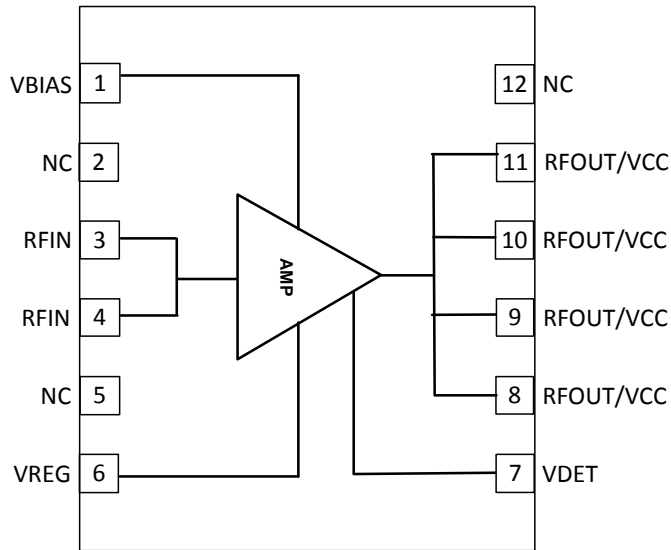 VBIAS 1
12 NC
NC 2
11 RFOUT/VCC
RFIN 3
10 RFOUT/VCC
AMP
RFIN 4
9 RFOUT/VCC
NC 5
8 RFOUT/VCC
VREG 6
7 VDET